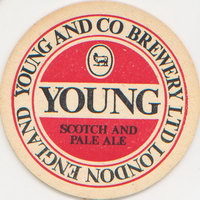 YOUNG AND CO BREWERY LTD LONDON ENGLAND
YOUNG
SCOTCH AND
PALE ALE